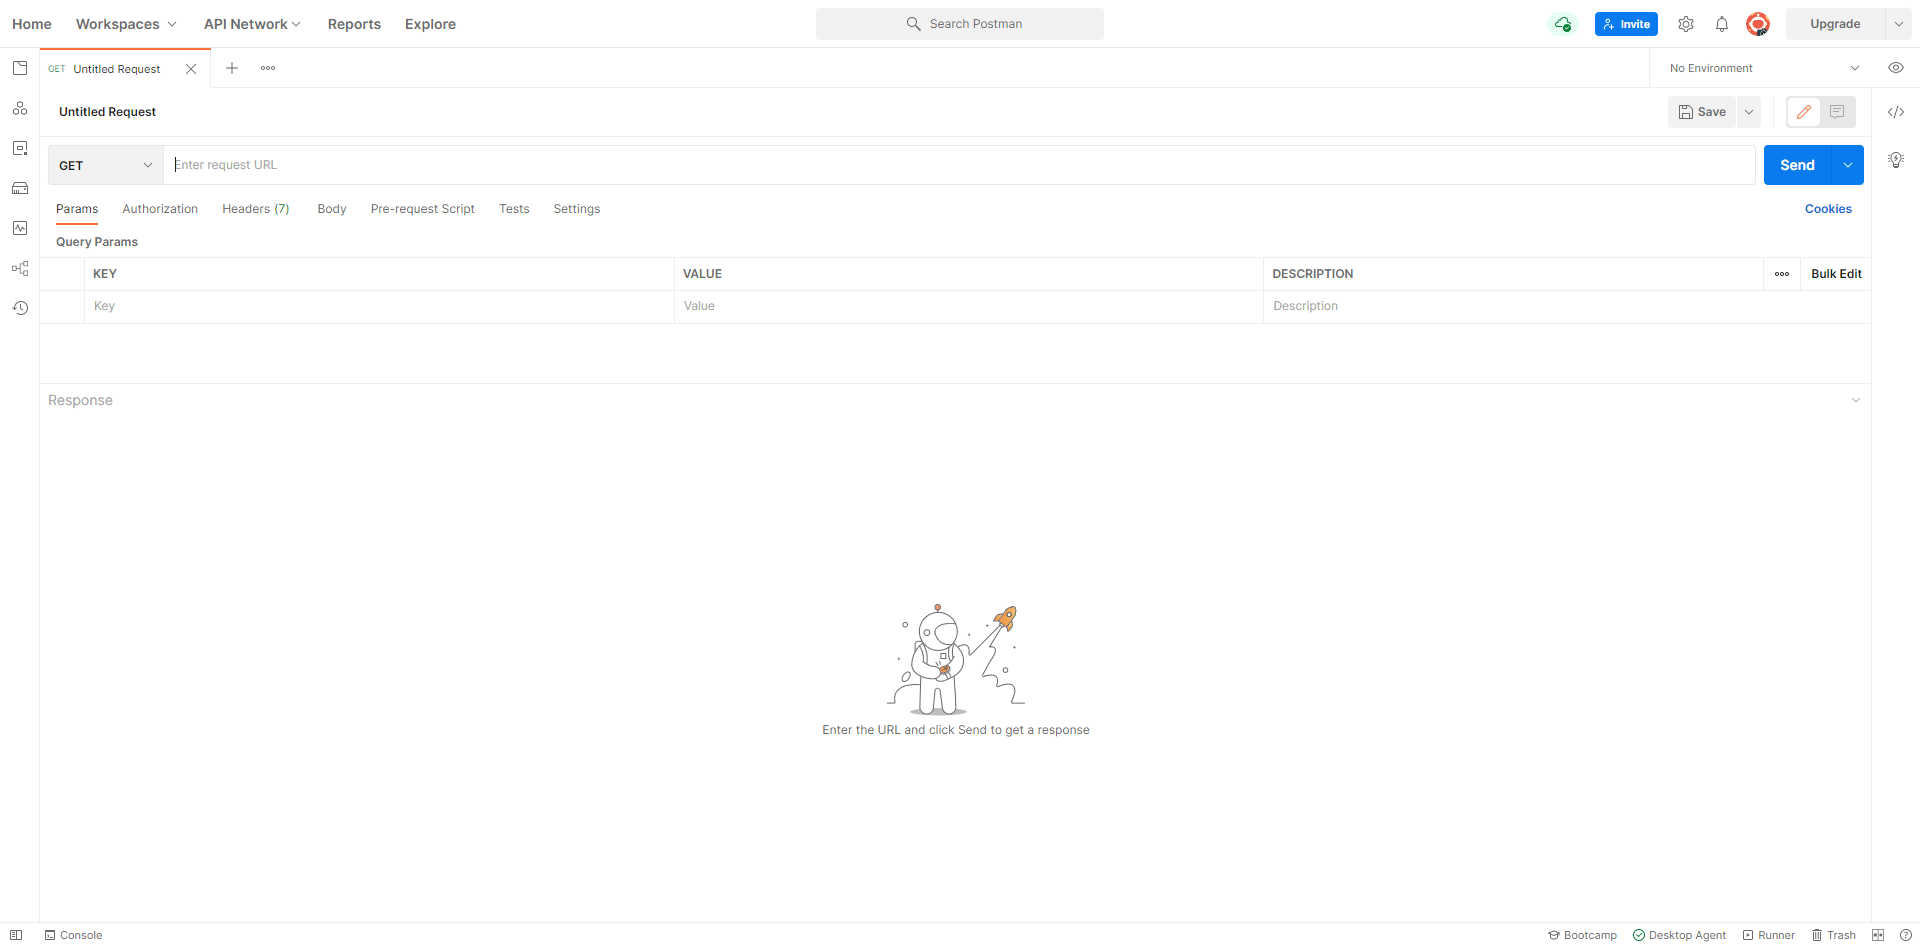 Home Workspaces API Network Reports Explore Search Postman Invite Upgrade
GET Untitled Request No Environment
Untitled Request Save
GET Enter request URL Send
Params Authorization Headers (7) Body Pre-request Script Tests Settings Cookies
Query Params
KEY VALUE DESCRIPTION Bulk Edit
Key Value Description
Response
Enter the URL and click Send to get a response
Console Bootcamp Desktop Agent Runner Trash